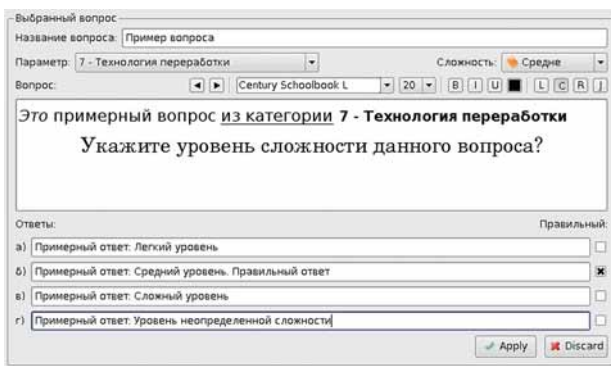 Выбранный вопрос
Название вопроса: Пример вопроса
Параметр: 7 - Технология переработки Сложность: Средне
Вопрос: Century Schoolbook L 20 B I U L C R J
Это примерный вопрос из категории 7 - Технология переработки
Укажите уровень сложности данного вопроса?
Ответы: Правильный:
а) Примерный ответ: Легкий уровень
б) Примерный ответ: Средний уровень. Правильный ответ
в) Примерный ответ: Сложный уровень
г) Примерный ответ: Уровень неопределенной сложности
Apply Discard